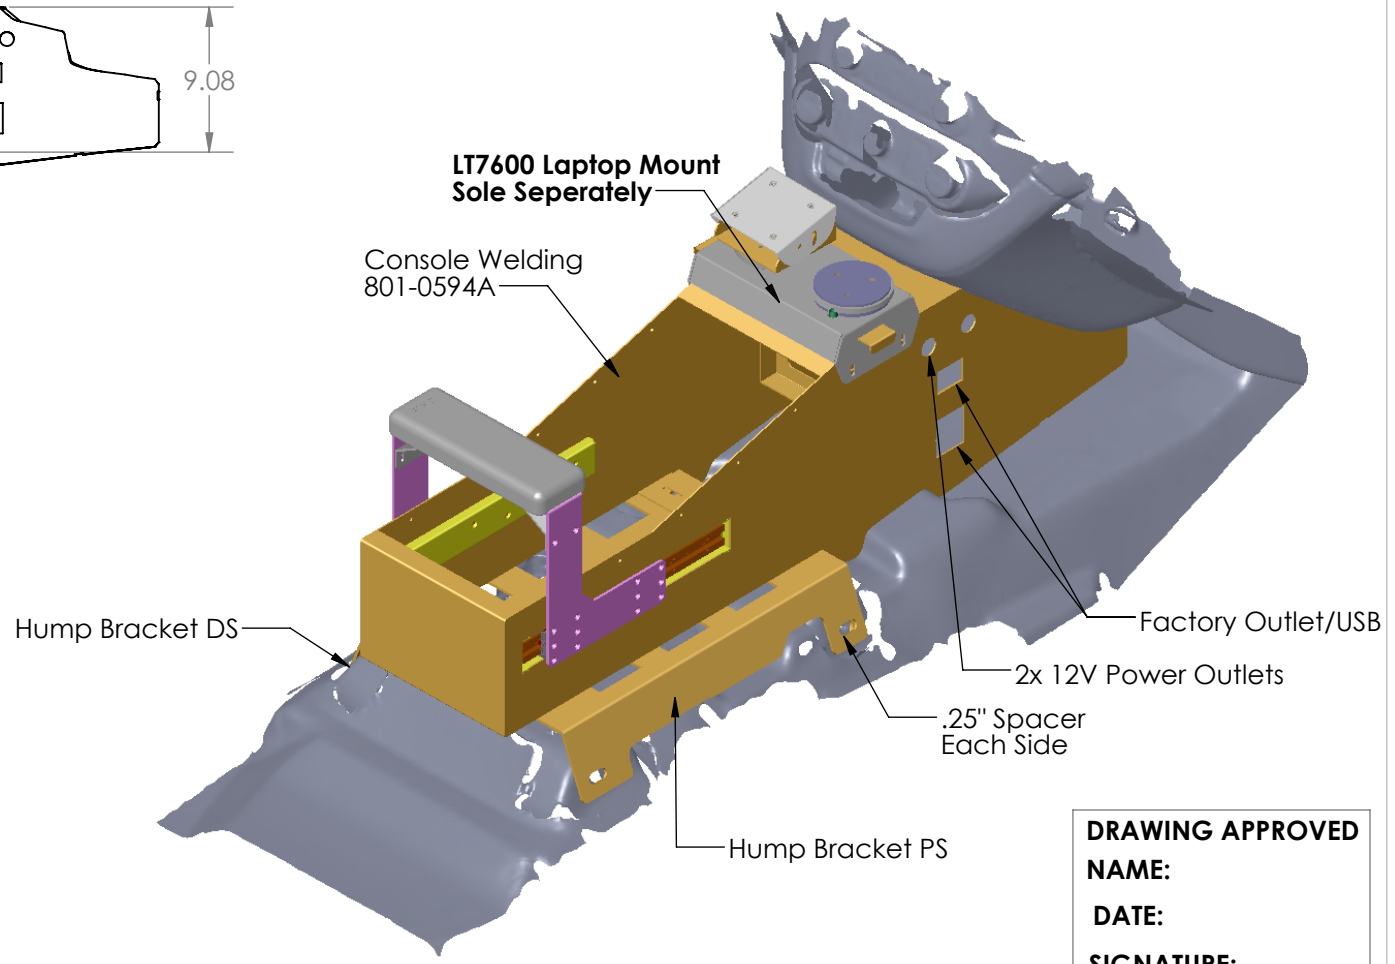 9.08
LT7600 Laptop Mount
Sole Seperately
Console Welding
801-0594A
Hump Bracket DS
Factory Outlet/USB
2x 12V Power Outlets
.25" Spacer
Each Side
Hump Bracket PS
DRAWING APPROVED
NAME:
DATE:
SIGNATURE: